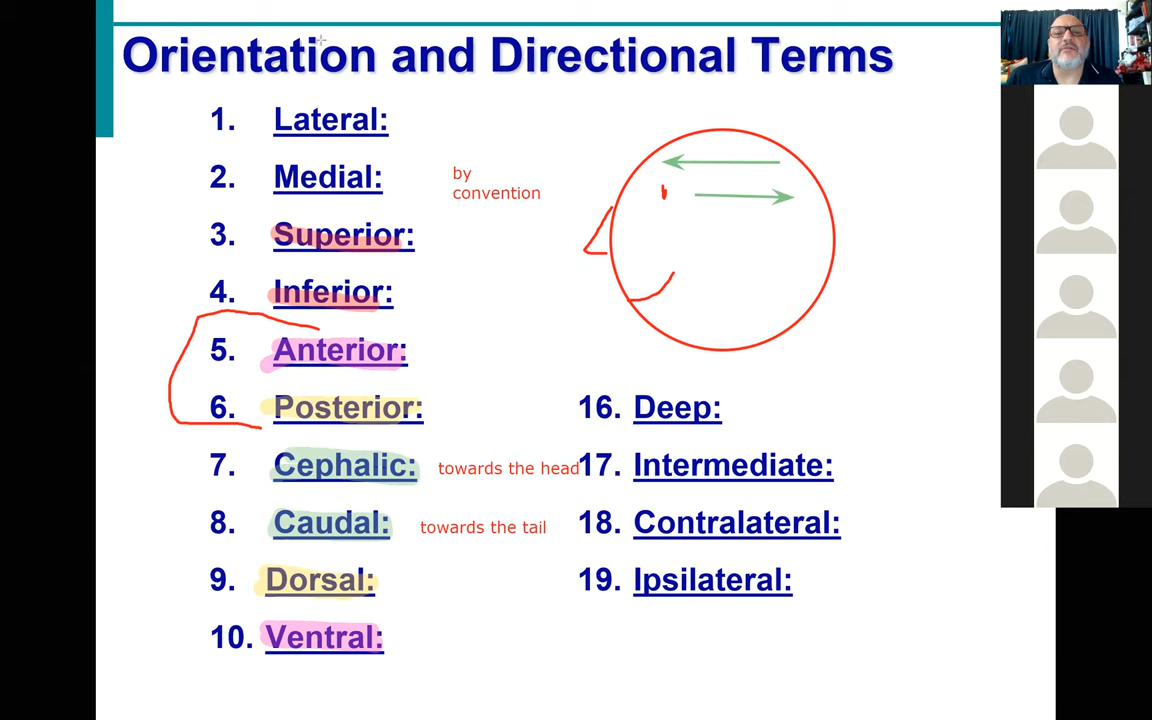 Orientation and Directional Terms
1. Lateral:
2. Medial:
by
convention
3. Superior:
4. Inferior:
5. Anterior:
6. Posterior:
7. Cephalic: towards the head
8. Caudal: towards the tail
9. Dorsal:
10. Ventral:
16. Deep:
17. Intermediate:
18. Contralateral:
19. Ipsilateral: